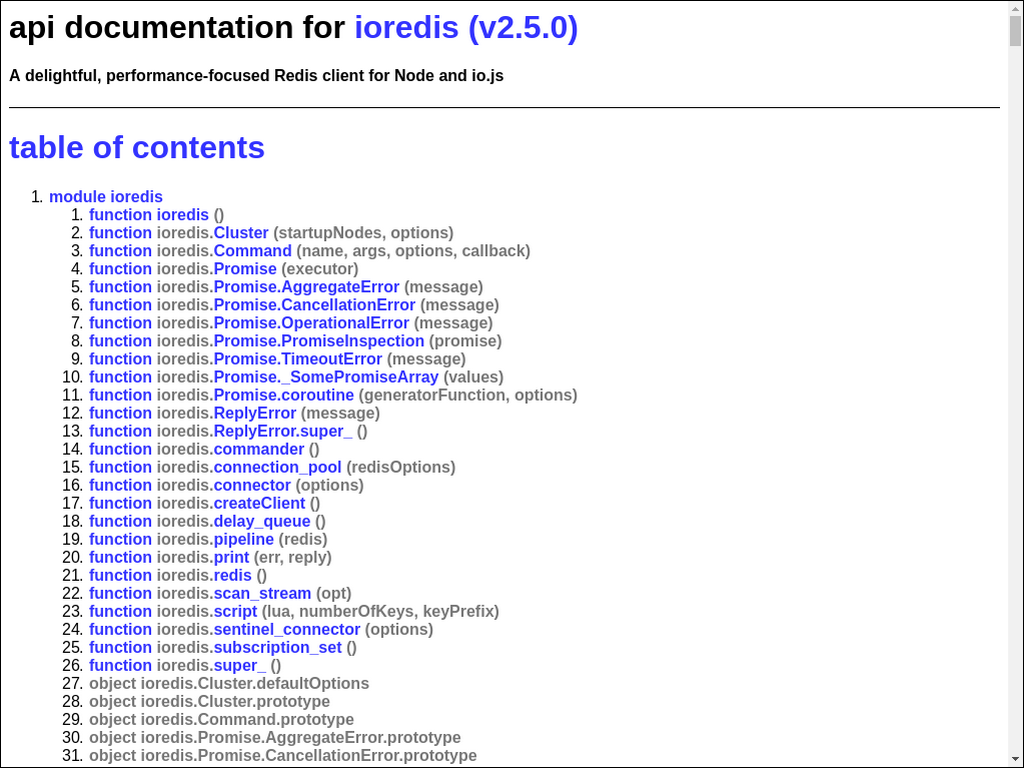 api documentation for ioredis (v2.5.0)
A delightful, performance-focused Redis client for Node and io.js
table of contents
1. module ioredis
1. function ioredis ()
2. function ioredis.Cluster (startupNodes, options)
3. function ioredis.Command (name, args, options, callback)
4. function ioredis.Promise (executor)
5. function ioredis.Promise.AggregateError (message)
6. function ioredis.Promise.CancellationError (message)
7. function ioredis.Promise.OperationalError (message)
8. function ioredis.Promise.PromiseInspection (promise)
9. function ioredis.Promise.TimeoutError (message)
10. function ioredis.Promise._SomePromiseArray (values)
11. function ioredis.Promise.coroutine (generatorFunction, options)
12. function ioredis.ReplyError (message)
13. function ioredis.ReplyError.super_ ()
14. function ioredis.commander ()
15. function ioredis.connection_pool (redisOptions)
16. function ioredis.connector (options)
17. function ioredis.createClient ()
18. function ioredis.delay_queue ()
19. function ioredis.pipeline (redis)
20. function ioredis.print (err, reply)
21. function ioredis.redis ()
22. function ioredis.scan_stream (opt)
23. function ioredis.script (lua, numberOfKeys, keyPrefix)
24. function ioredis.sentinel_connector (options)
25. function ioredis.subscription_set ()
26. function ioredis.super_ ()
27. object ioredis.Cluster.defaultOptions
28. object ioredis.Cluster.prototype
29. object ioredis.Command.prototype
30. object ioredis.Promise.AggregateError.prototype
31. object ioredis.Promise.CancellationError.prototype